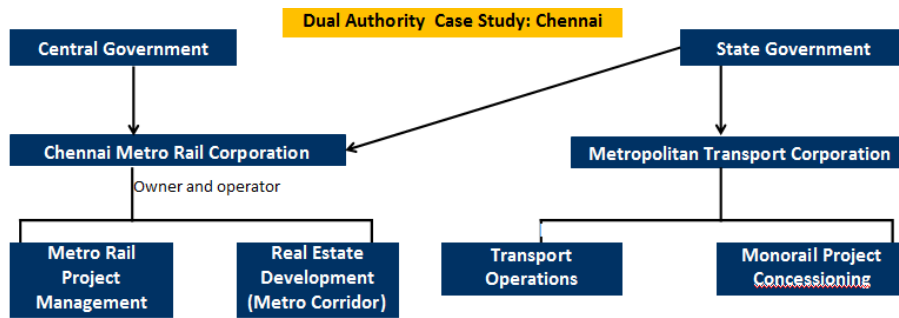 Dual Authority Case Study: Chennai
Central Government
State Government
Chennai Metro Rail Corporation
Metropolitan Transport Corporation
Owner and operator
Metro Rail
Project
Management
Real Estate
Development
(Metro Corridor)
Transport
Operations
Monorail Project
Concessioning